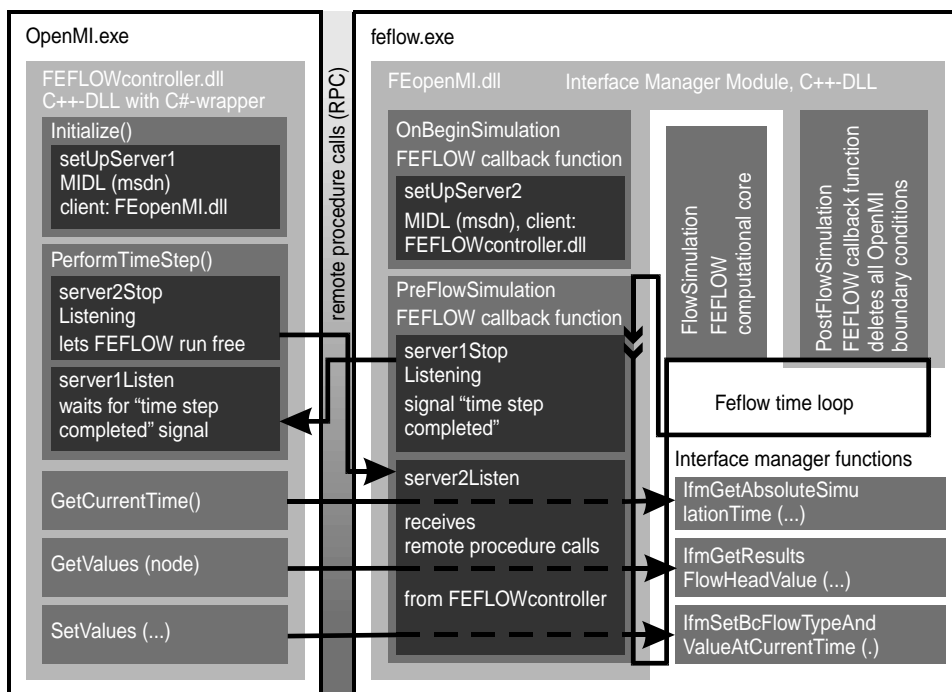 OpenMI.exe
FEFLOWcontroller.dll
C++-DLL with C#-wrapper
Initialize()
setUpServer1
MIDL (msdn)
client: FEopenMI.dll
PerformTimeStep()
server2Stop
Listening
lets FEFLOW run free
server1Listen
waits for “time step
completed” signal
GetCurrentTime()
GetValues (node)
SetValues (...)
remote procedure calls (RPC)
feflow.exe
FEopenMI.dll
Interface Manager Module, C++-DLL
OnBeginSimulation
FEFLOW callback function
setUpServer2
MIDL (msdn), client:
FEFLOWcontroller.dll
PreFlowSimulation
FEFLOW callback function
server1Stop
Listening
signal “time step
completed”
server2Listen
receives
remote procedure calls
from FEFLOWcontroller
FlowSimulation
FEFLOW
computational core
PostFlowSimulation
FEFLOW callback function
deletes all OpenMI
boundary conditions
Feflow time loop
Interface manager functions
IfmGetAbsoluteSimu
lationTime (...)
IfmGetResults
FlowHeadValue (...)
IfmSetBcFlowTypeAnd
ValueAtCurrentTime (.)